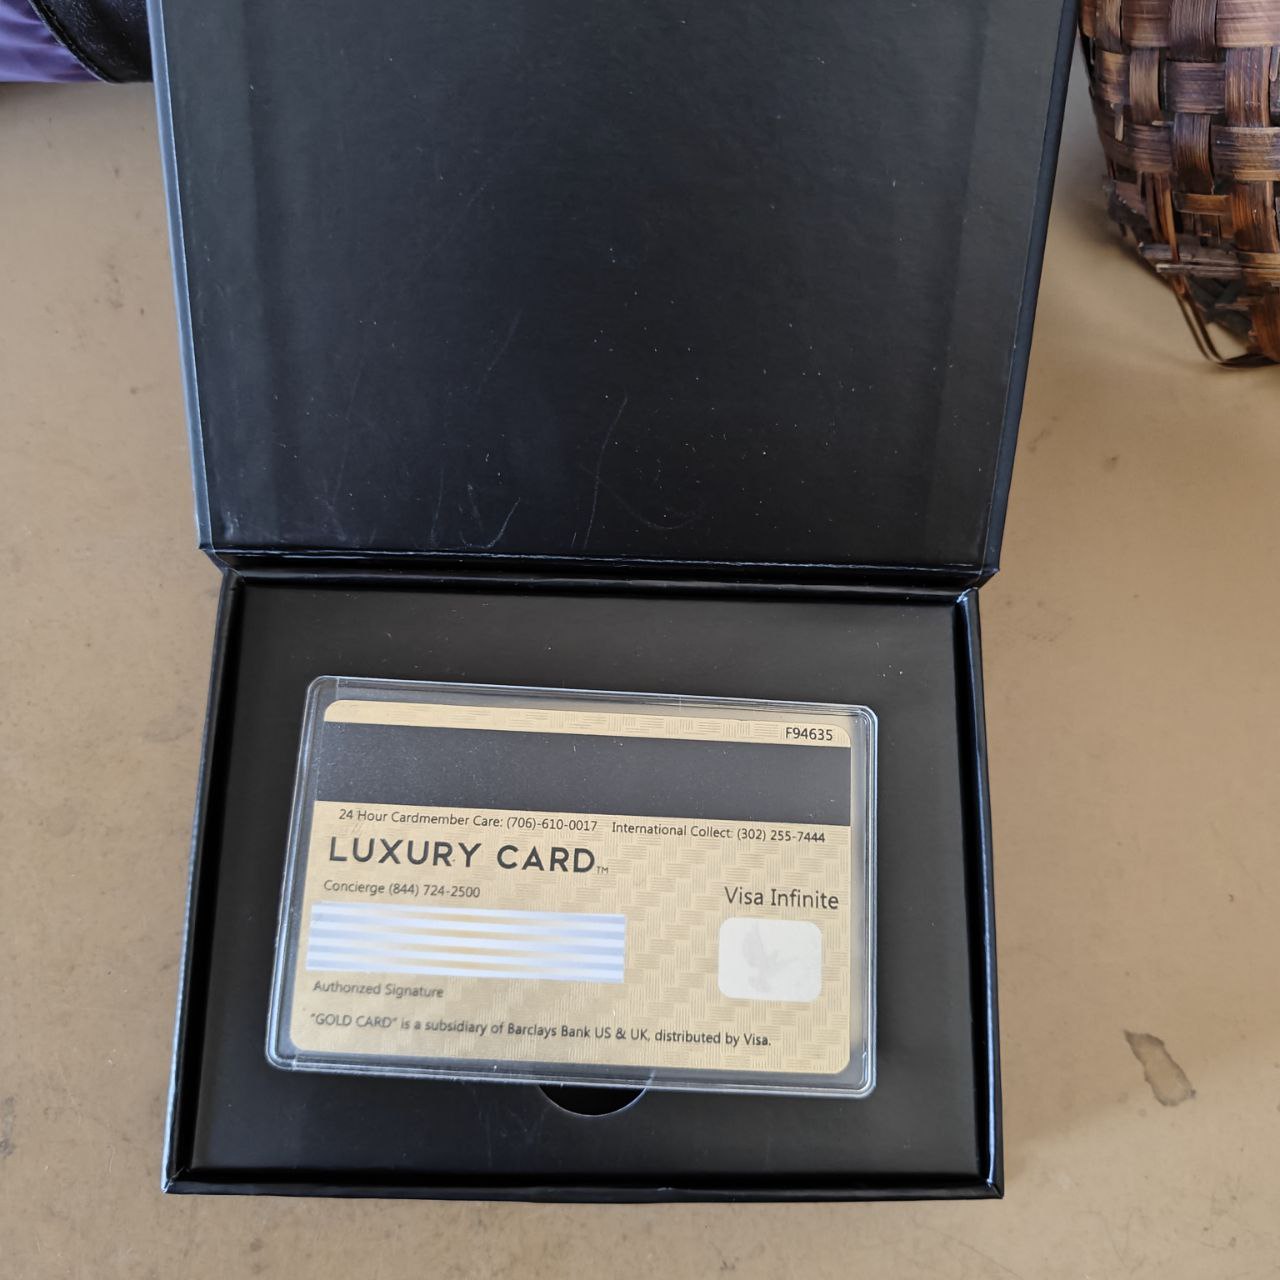 F94635
24 Hour Cardmember Care: (706)-610-0017 International Collect: (302) 255-7444
LUXURY CARD™
Concierge (844) 724-2500
Visa Infinite
Authorized Signature
"GOLD CARD" is a subsidiary of Barclays Bank US & UK, distributed by Visa.